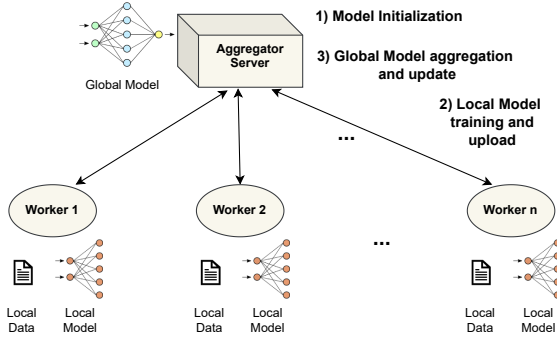 1) Model Initialization
Aggregator
Server
3) Global Model aggregation
and update
Global Model
2) Local Model
training and
upload
...
Worker 1
Worker 2
...
Worker n
Local
Data
Local
Model
Local
Data
Local
Model
Local
Data
Local
Model